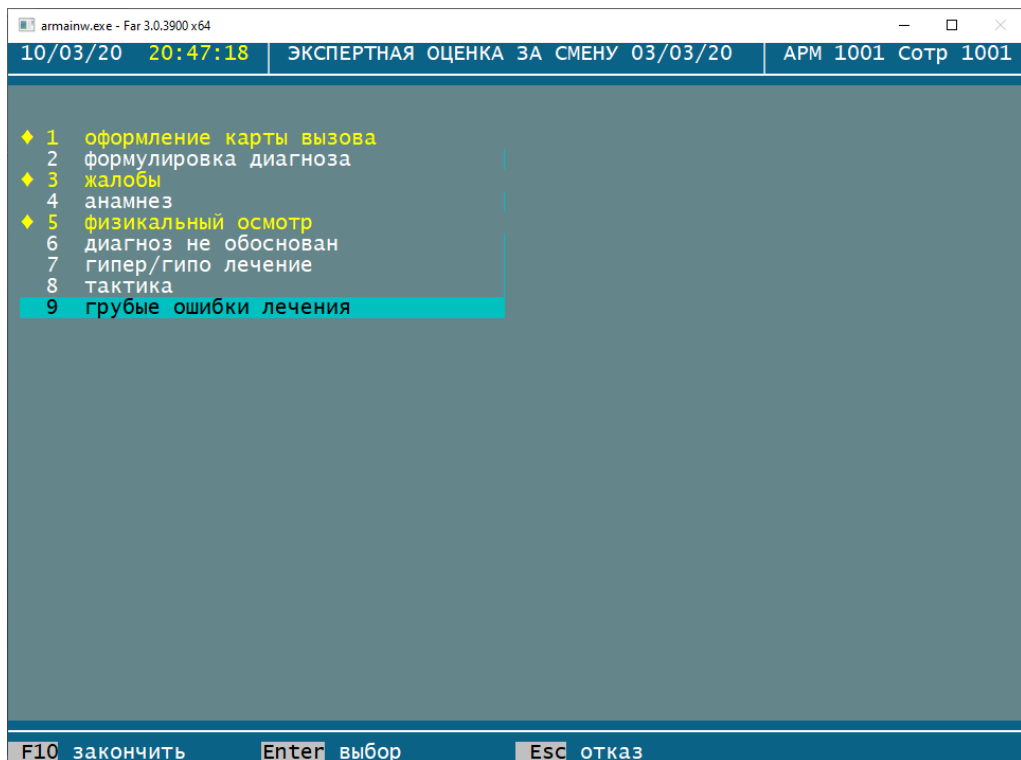 armainw.exe - Far 3.0.3900 x64
10/03/20 20:47:18 ЭКСПЕРТНАЯ ОЦЕНКА ЗА СМЕНУ 03/03/20 АРМ 1001 Сотр 1001
♦ 1 оформление карты вызова
2 формулировка диагноза
♦ 3 жалобы
4 анамнез
♦ 5 физикальный осмотр
6 диагноз не обоснован
7 гипер/гипо лечение
8 тактика
9 грубые ошибки лечения
F10 закончить Enter выбор Esc отказ